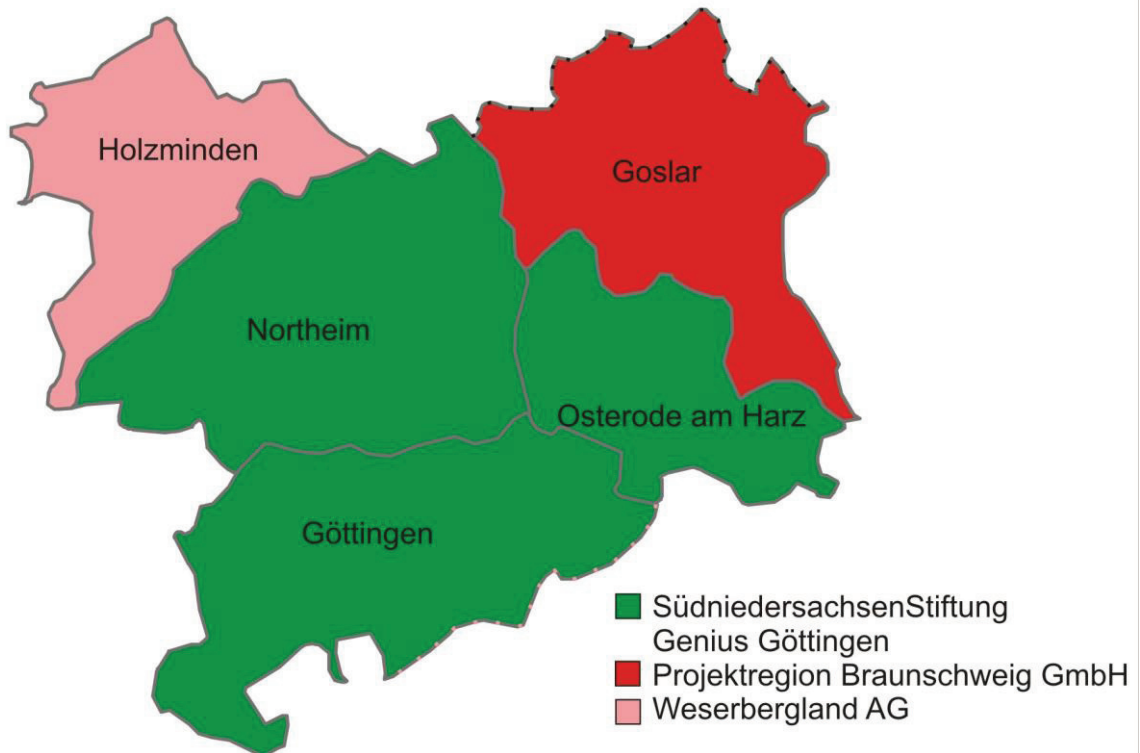 Holzminden
Goslar
Northeim
Osterode am Harz
Göttingen
SüdniedersachsenStiftung
Genius Göttingen
Projektregion Braunschweig GmbH
Weserbergland AG